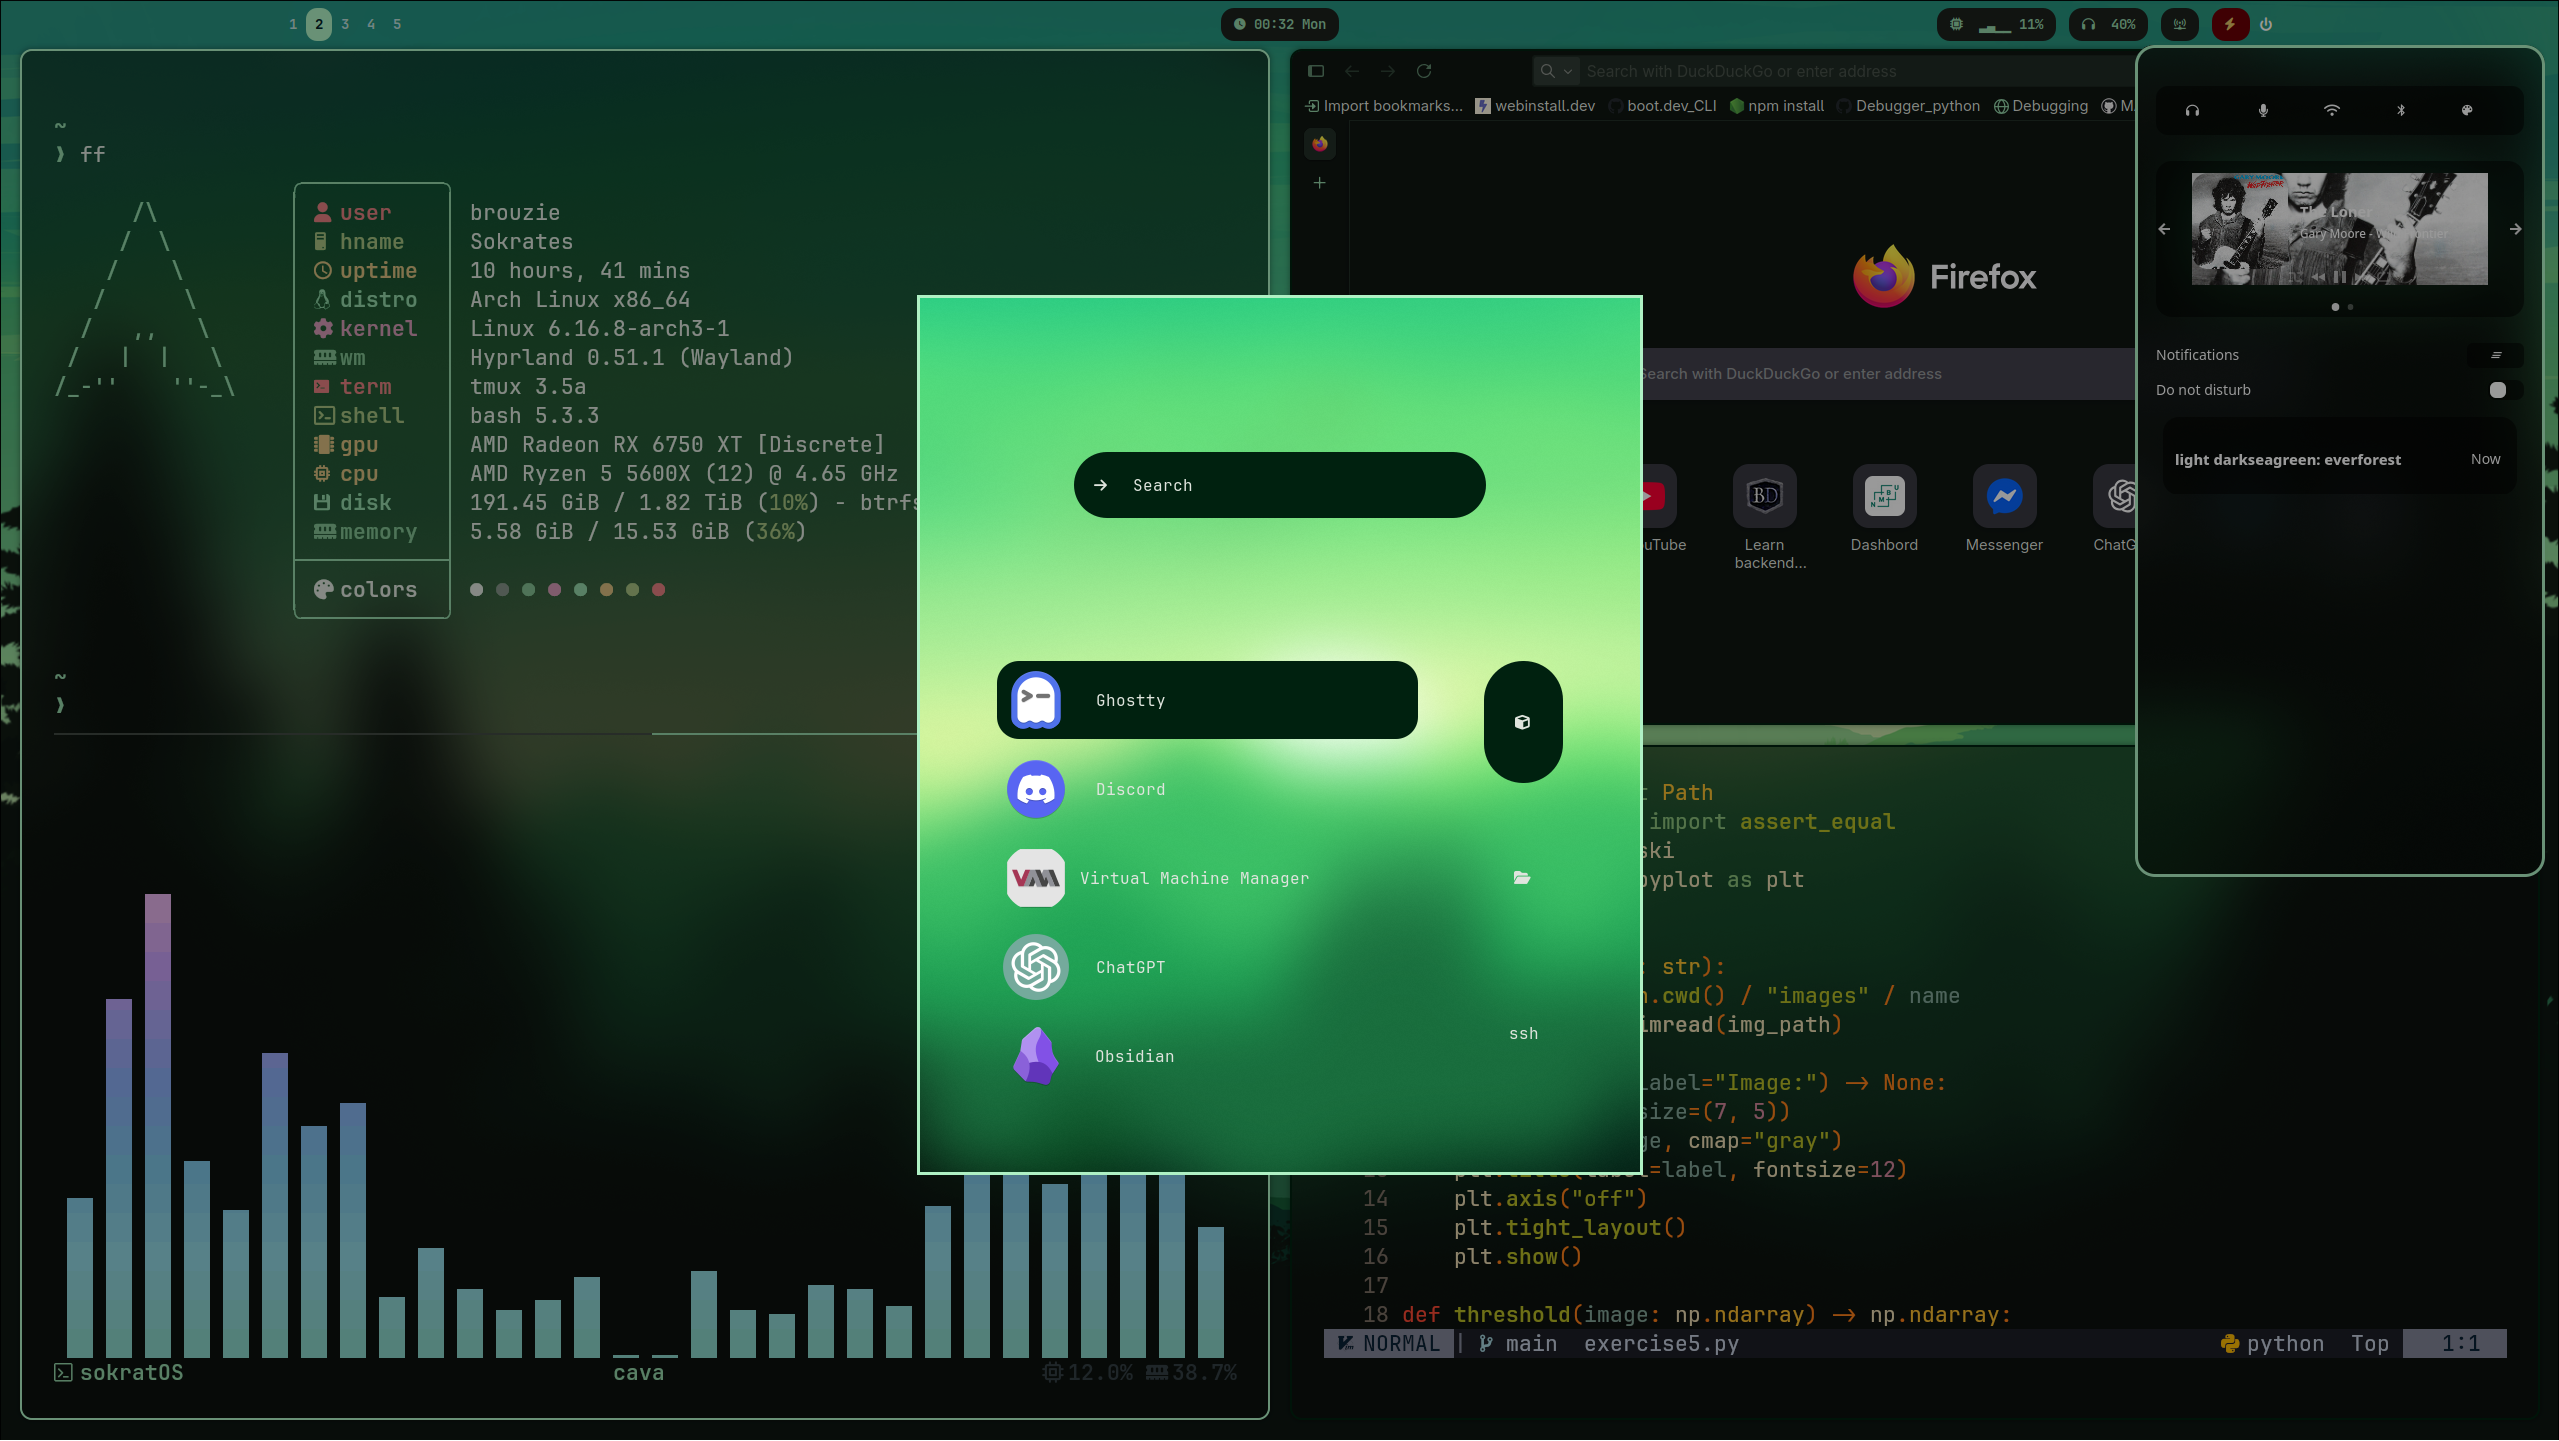 1 2 3 4 5
00:32 Mon
11%
40%
~
❱ ff
user brouzie
hname Sokrates
uptime 10 hours, 41 mins
distro Arch Linux x86_64
kernel Linux 6.16.8-arch3-1
wm Hyprland 0.51.1 (Wayland)
term tmux 3.5a
shell bash 5.3.3
gpu AMD Radeon RX 6750 XT [Discrete]
cpu AMD Ryzen 5 5600X (12) @ 4.65 GHz
disk 191.45 GiB / 1.82 TiB (10%) - btrfs
memory 5.58 GiB / 15.53 GiB (36%)
colors
~
❱
sokratOS cava 12.0% 38.7%
Search with DuckDuckGo or enter address
Import bookmarks... webinstall.dev boot.dev_CLI npm install Debugger_python Debugging M
Firefox
Search with DuckDuckGo or enter address
uTube
Learn backend...
Dashbord
Messenger
ChatG
Search
Ghostty
Discord
Virtual Machine Manager
ChatGPT
Obsidian
ssh
The Loner
Gary Moore -
Notifications
Do not disturb
light darkseagreen: everforest Now
Path
import assert_equal
ski
pyplot as plt
str):
.cwd() / "images" / name
imread(img_path)
label="Image:") -> None:
size=(7, 5))
ge, cmap="gray")
label, fontsize=12)
14 plt.axis("off")
15 plt.tight_layout()
16 plt.show()
17
18 def threshold(image: np.ndarray) -> np.ndarray:
NORMAL main exercise5.py python Top 1:1